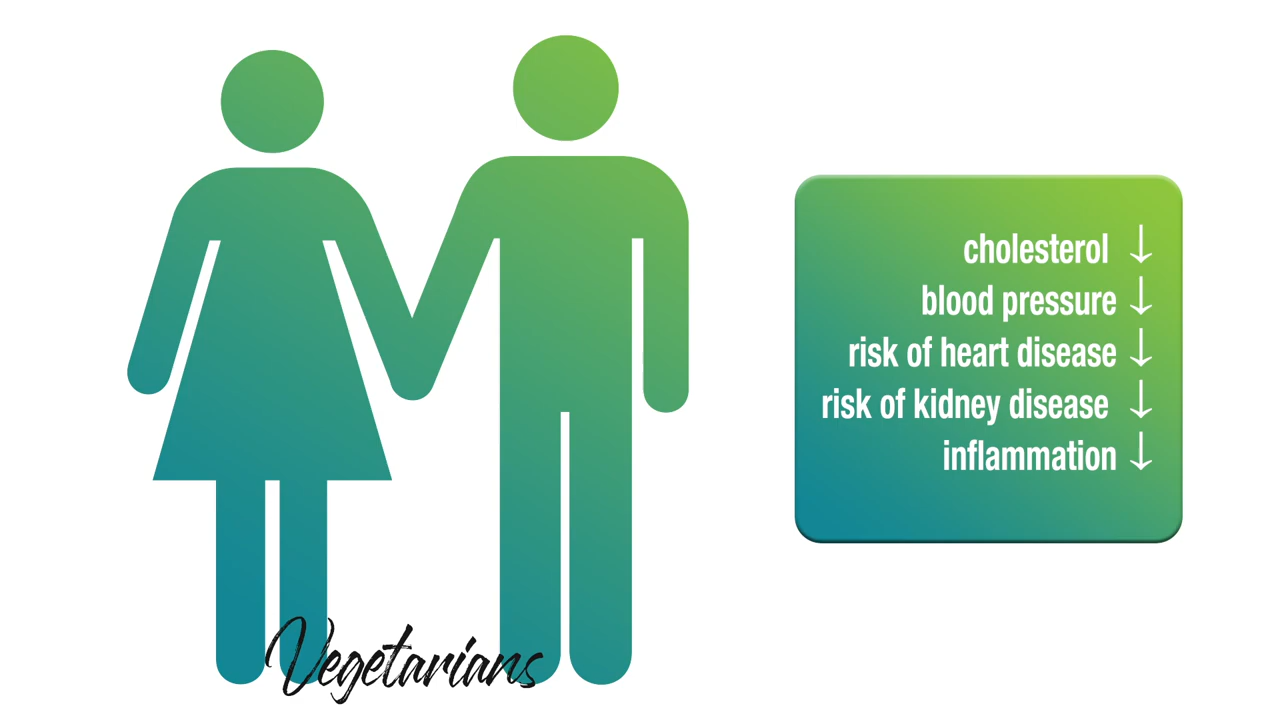 cholesterol ↓
blood pressure ↓
risk of heart disease ↓
risk of kidney disease ↓
inflammation ↓
Vegetarians